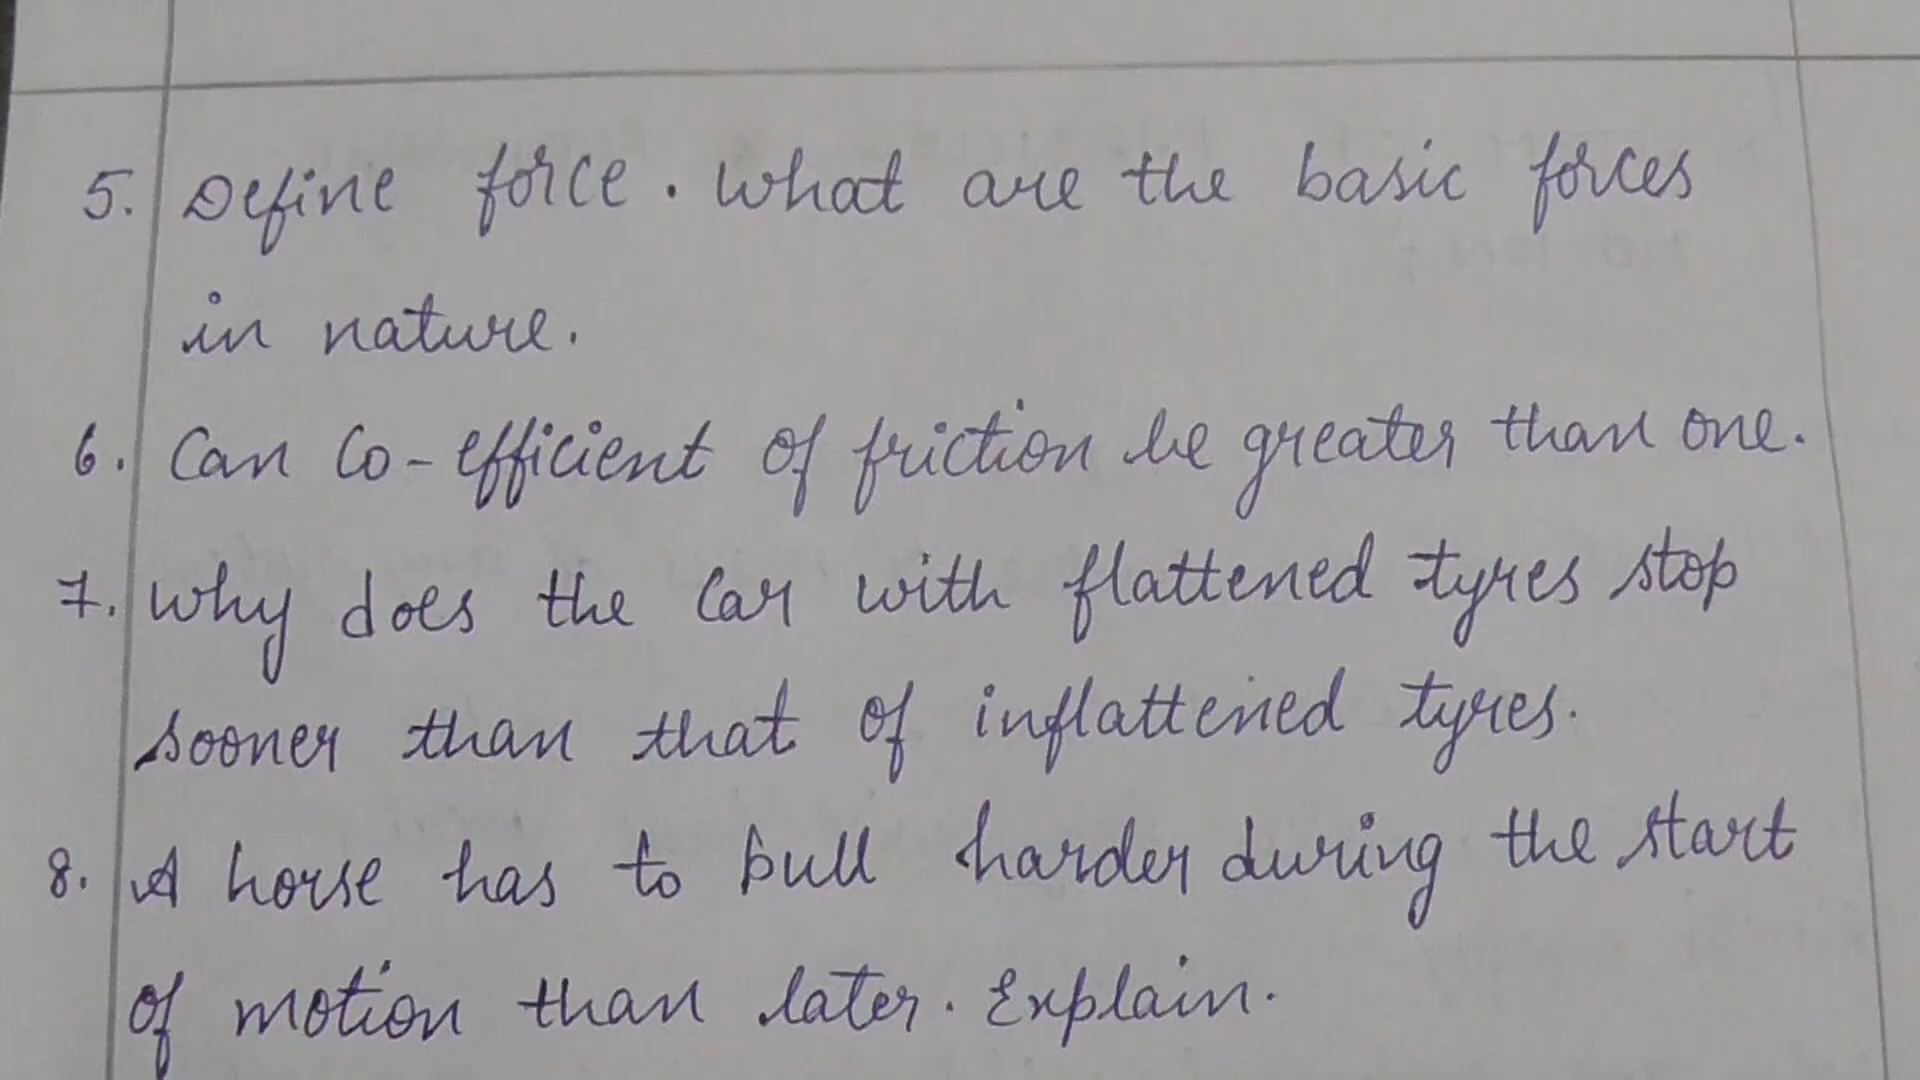 5. Define force. What are the basic forces
in nature.
6. Can Co-efficient of friction be greater than one.
7. Why does the car with flattened tyres stop
sooner than that of inflattened tyres.
8. A horse has to pull harder during the start
of motion than later. Explain.